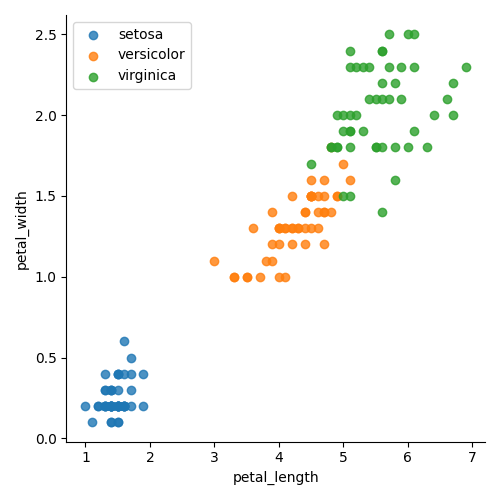 setosa
versicolor
virginica
2.5
2.0
1.5
1.0
0.5
0.0
petal_width
1 2 3 4 5 6 7
petal_length